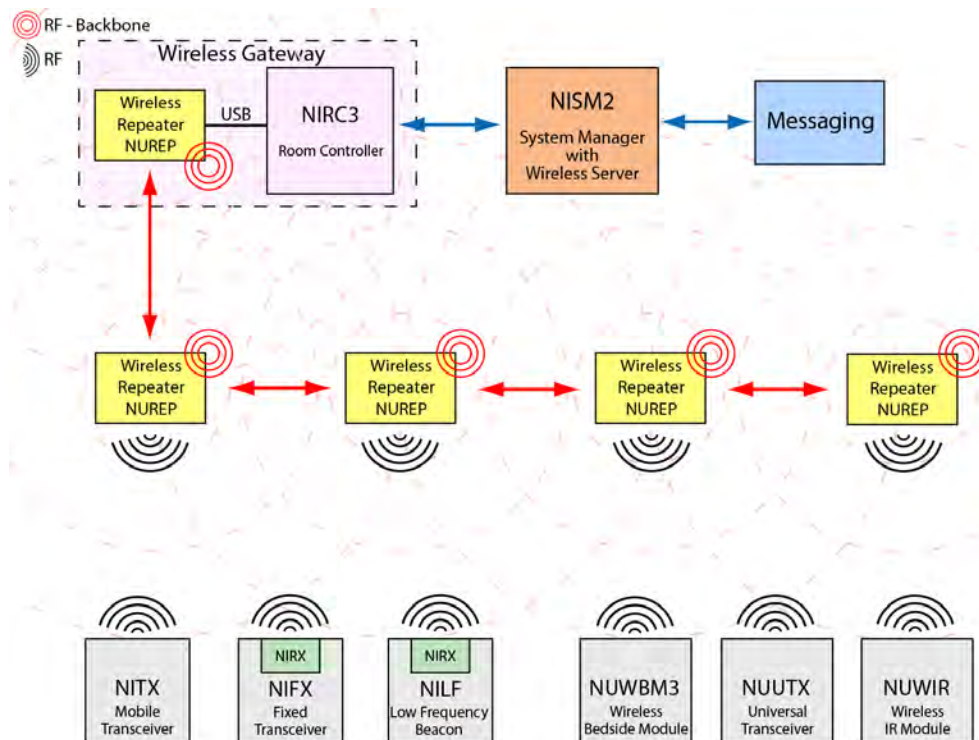 RF - Backbone
RF
Wireless Gateway
Wireless
Repeater
NUREP
USB
NIRC3
Room Controller
NISM2
System Manager
with
Wireless Server
Messaging
Wireless
Repeater
NUREP
Wireless
Repeater
NUREP
Wireless
Repeater
NUREP
Wireless
Repeater
NUREP
NITX
Mobile
Transceiver
NIRX
NIFX
Fixed
Transceiver
NIRX
NILF
Low Frequency
Beacon
NUWBM3
Wireless
Bedside Module
NUUTX
Universal
Transceiver
NUWIR
Wireless
IR Module